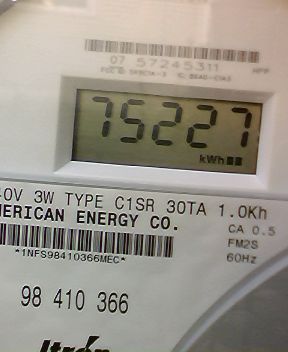 07 57245311
75227
kWh
0V 3W TYPE C1SR 30TA 1.0Kh
MERICAN ENERGY CO.
CA 0.5
FM2S
60Hz
*1NFS98410366MEC*
98 410 366
Itrón